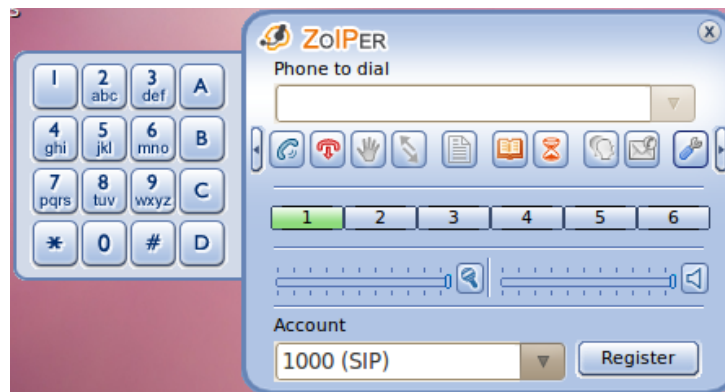 ZoIPer
X
Phone to dial
1 2 abc 3 def A
4 ghi 5 jkl 6 mno B
7 pqrs 8 tuv 9 wxyz C
* 0 # D
1 2 3 4 5 6
Account
1000 (SIP)
Register